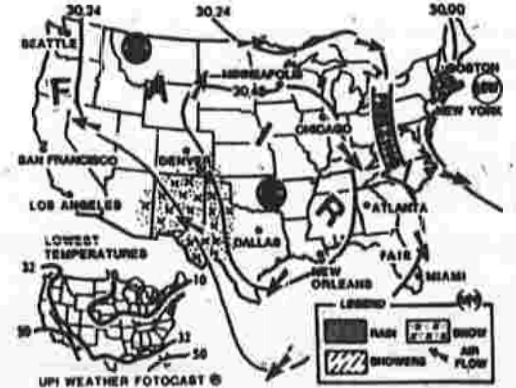 30.24 30.24 30.00
SEATTLE
BOSTON
MINNEAPOLIS
LOW
NEW YORK
CHICAGO
SAN FRANCISCO
DENVER
LOS ANGELES
ATLANTA
DALLAS
FAIR
LOWEST
TEMPERATURES
NEW
ORLEANS
MIAMI
32 10 10
LEGEND
RAIN SNOW
SHOWERS AIR
FLOW
50 32
50
UPI WEATHER FOTOCAST ®